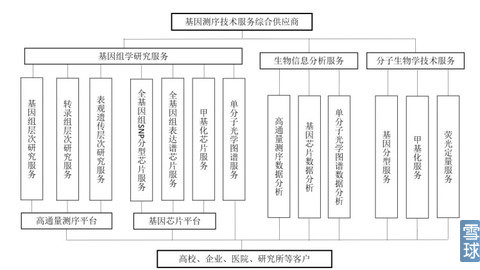 基因测序技术服务综合供应商
基因组学研究服务
生物信息分析服务
分子生物学技术服务
基因组层次研究服务
转录组层次研究服务
表观遗传层次研究服务
全基因组SNP分型芯片服务
全基因组表达谱芯片服务
甲基化芯片服务
单分子光学图谱服务
高通量测序数据分析
基因芯片数据分析
单分子光学图谱数据分析
基因分型服务
甲基化服务
荧光定量服务
高通量测序平台
基因芯片平台
高校、企业、医院、研究所等客户
雪球